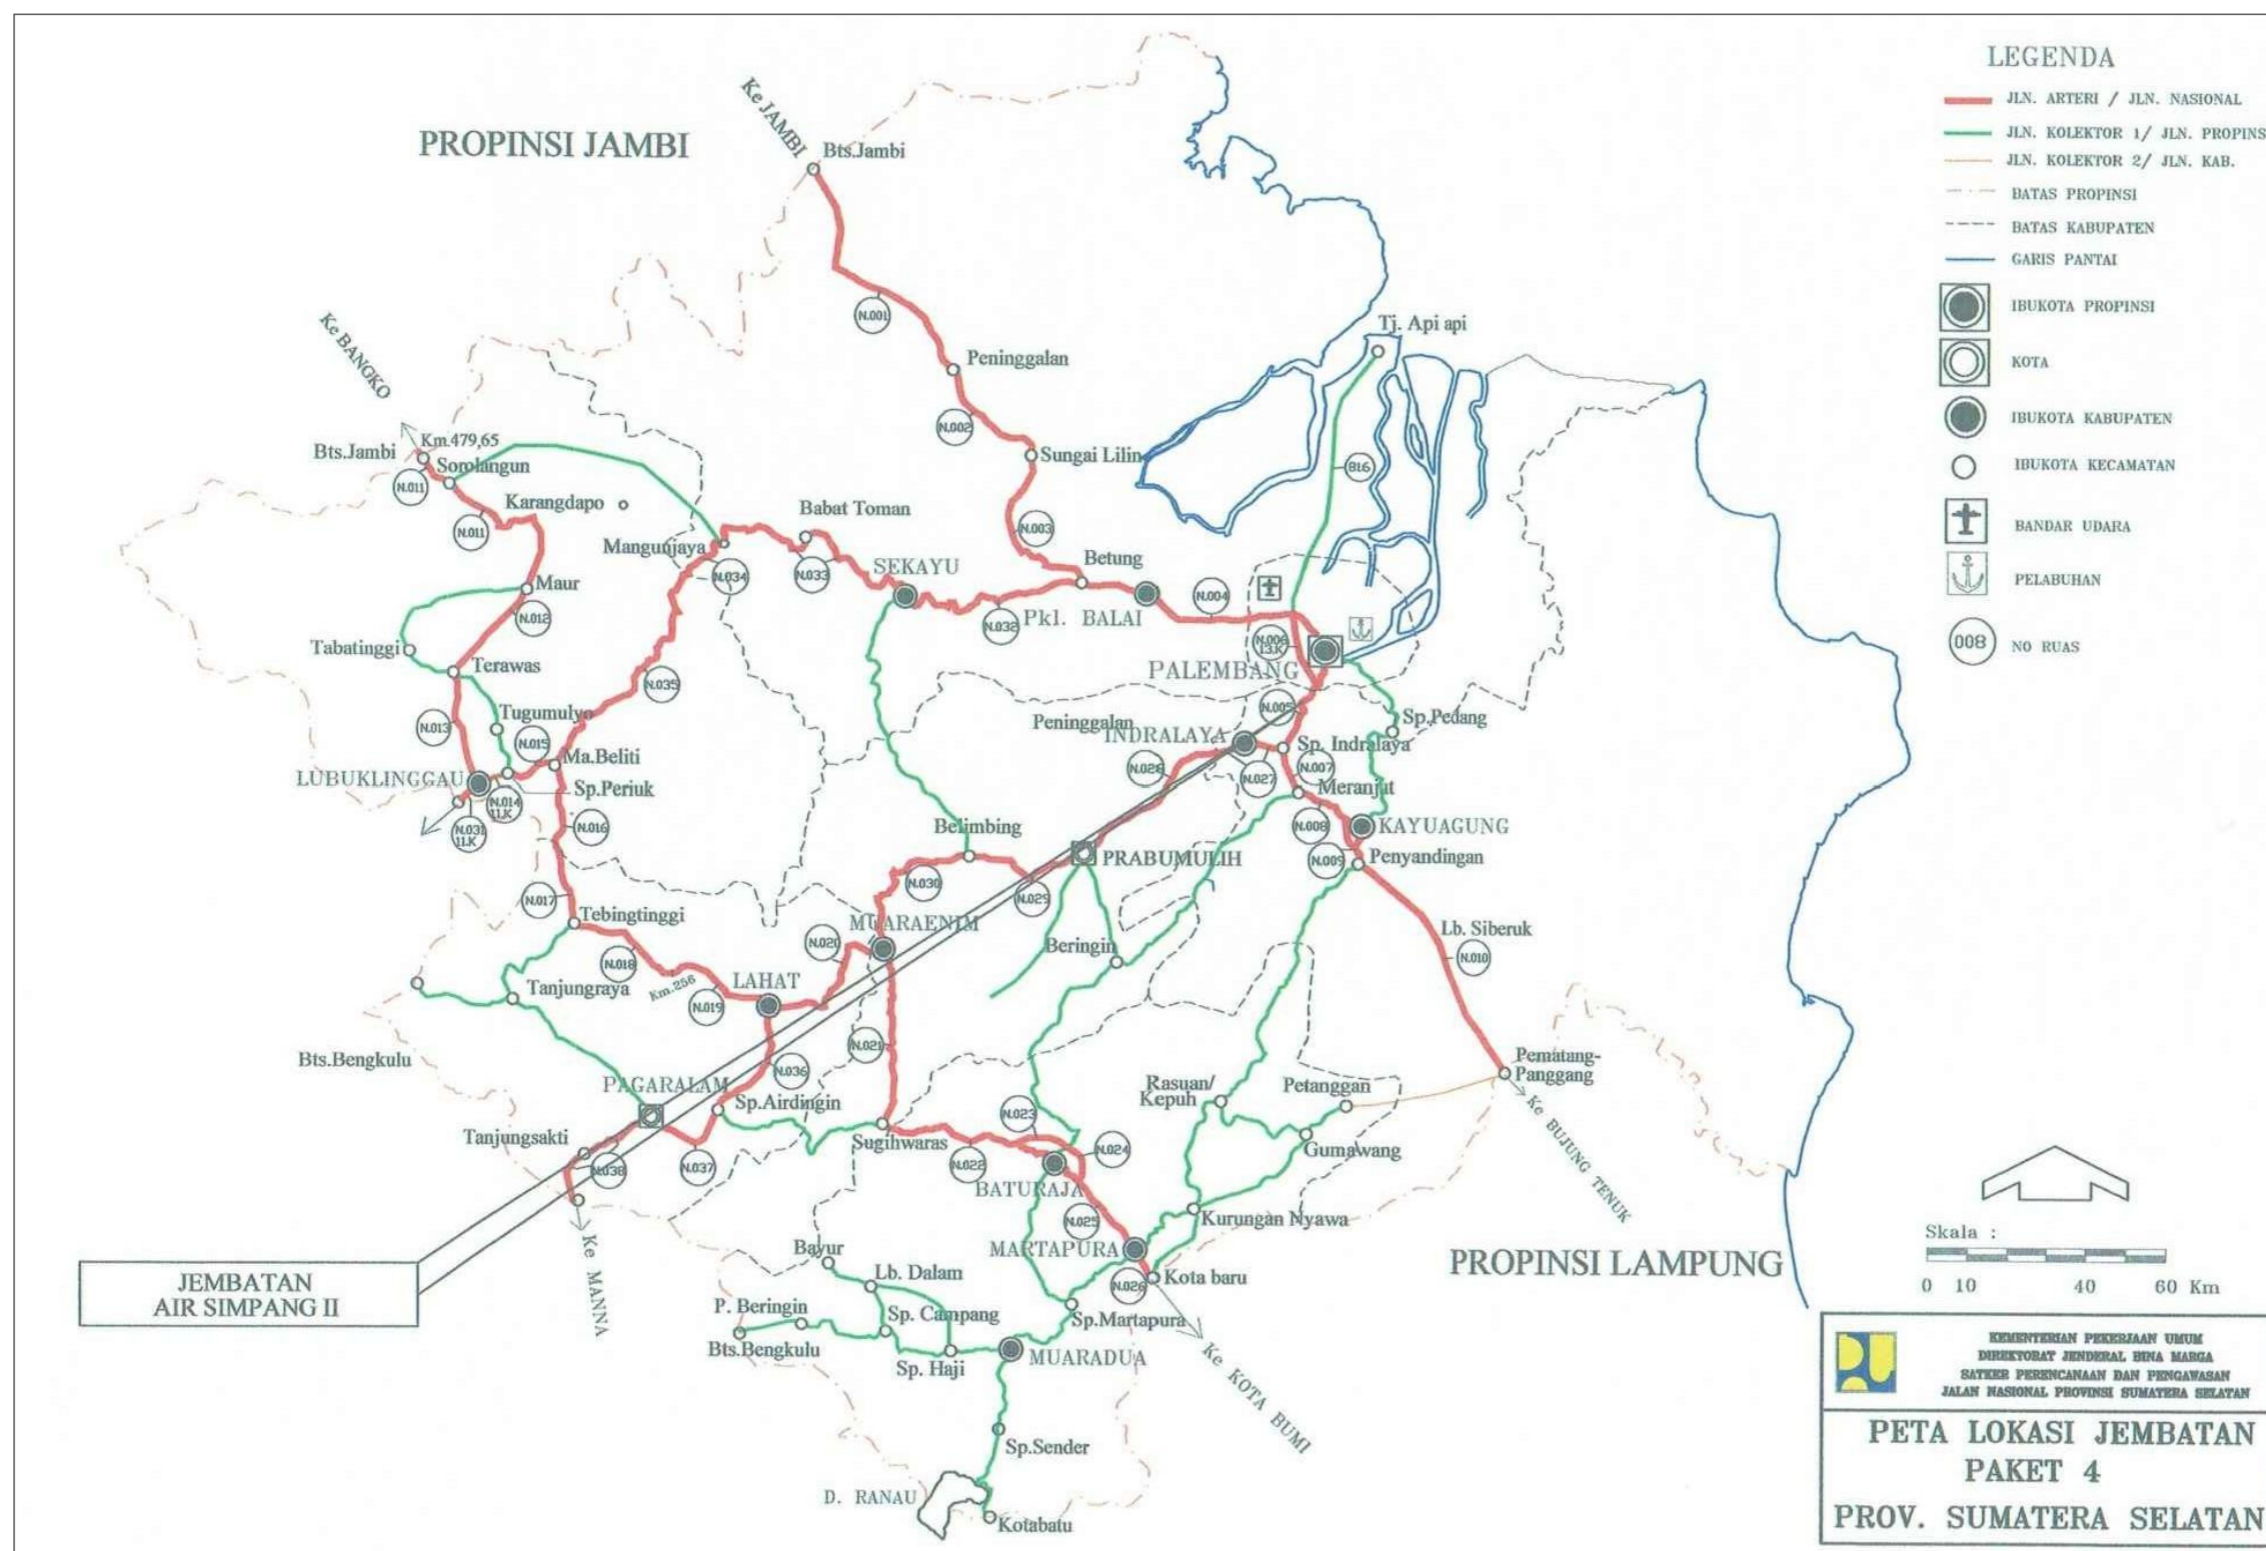 LEGENDA
JLN. ARTERI / JLN. NASIONAL
JLN. KOLEKTOR 1/ JLN. PROPINS
JLN. KOLEKTOR 2/ JLN. KAB.
BATAS PROPINSI
BATAS KABUPATEN
GARIS PANTAI
IBUKOTA PROPINSI
KOTA
IBUKOTA KABUPATEN
IBUKOTA KECAMATAN
BANDAR UDARA
PELABUHAN
008
NO RUAS
PROPINSI JAMBI
Ke JAMBI
Bts.Jambi
N.001
Peninggalan
N.002
Sungai Lilin
N.003
Betung
Tj. Api api
816
Ke BANGKO
Km.479,65
Bts.Jambi
Sorolangun
N.011
Karangdapo
N.011
Babat Toman
Mangunjaya
N.034
N.033
SEKAYU
N.032
Pkl. BALAI
N.004
Maur
N.012
Tabatinggi
Terawas
N.035
N.006
13.K
PALEMBANG
N.005
Sp.Pedang
Tugumulyo
N.013
N.015
Ma.Beliti
LUBUKLINGGAU
Sp.Periuk
N.014
11.K
N.031
11.K
N.016
Peninggalan
INDRALAYA
Sp. Indralaya
N.028
N.027
N.007
Meranjut
N.008
KAYUAGUNG
N.009
Penyandingan
Belimbing
PRABUMULIH
N.030
N.029
N.017
Tebingtinggi
MUARAENIM
N.020
Beringin
Lb. Siberuk
N.010
N.018
Km.256
LAHAT
N.019
Tanjungraya
N.021
Bts.Bengkulu
N.036
PAGARALAM
Sp.Airdingin
Pematang-
Panggang
Rasuan/
Kepuh
Petanggan
Ke BUJUNG TENUK
Tanjungsakti
N.038
N.037
Sugihwaras
N.023
N.022
N.024
Gumawang
BATURAJA
N.025
Kurungan Nyawa
MARTAPURA
N.026
Kota baru
PROPINSI LAMPUNG
Ke MANNA
JEMBATAN
AIR SIMPANG II
Bayur
Lb. Dalam
P. Beringin
Sp. Campang
Bts.Bengkulu
Sp. Haji
Sp.Martapura
MUARADUA
Ke KOTA BUMI
Sp.Sender
D. RANAU
Kotabatu
Skala :
0 10 40 60 Km
KEMENTERIAN PEKERJAAN UMUM
DIREKTORAT JENDERAL BINA MARGA
SATKER PERENCANAAN DAN PENGAWASAN
JALAN NASIONAL PROVINSI SUMATERA SELATAN
PETA LOKASI JEMBATAN
PAKET 4
PROV. SUMATERA SELATAN